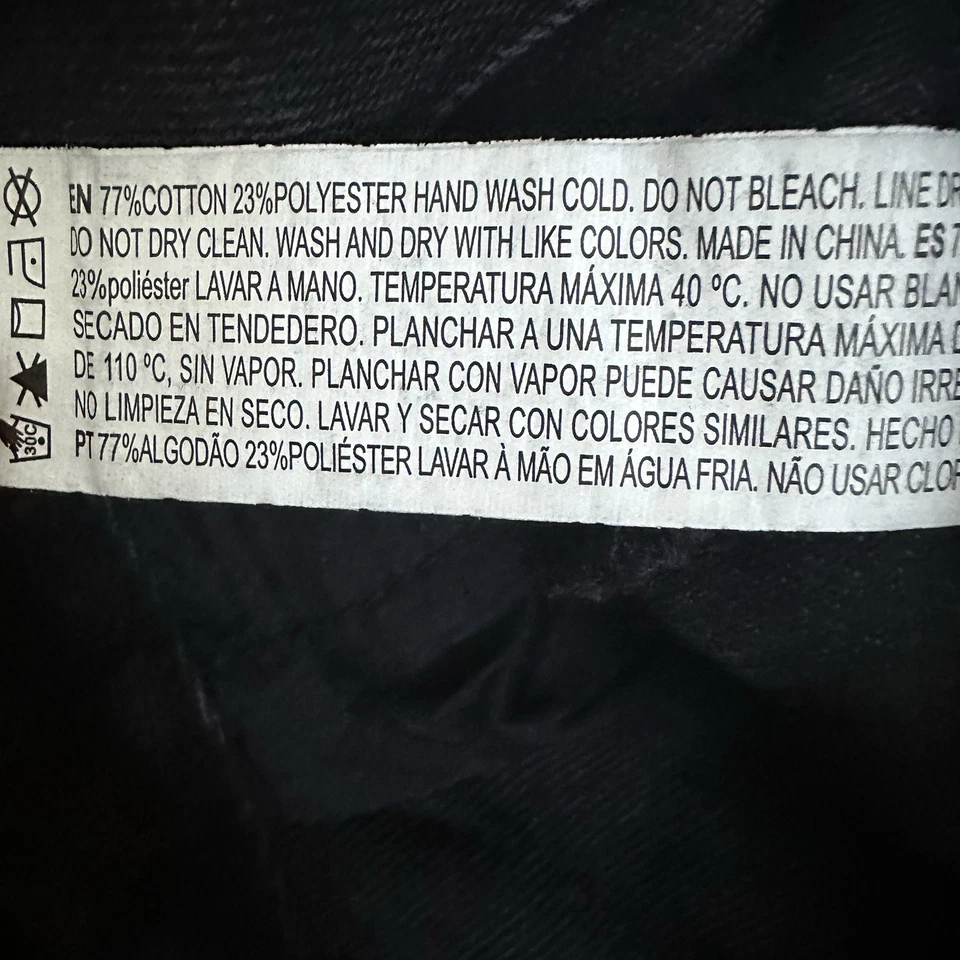 EN 77%COTTON 23%POLYESTER HAND WASH COLD. DO NOT BLEACH. LINE
DO NOT DRY CLEAN. WASH AND DRY WITH LIKE COLORS. MADE IN CHINA. ES
23%poliéster LAVAR A MANO. TEMPERATURA MÁXIMA 40 ºC. NO USAR
SECADO EN TENDEDERO. PLANCHAR A UNA TEMPERATURA MÁXIMA
DE 110 ºC, SIN VAPOR. PLANCHAR CON VAPOR PUEDE CAUSAR DAÑO
NO LIMPIEZA EN SECO. LAVAR Y SECAR CON COLORES SIMILARES. HECHO
PT 77%ALGODÃO 23%POLIÉSTER LAVAR À MÃO EM ÁGUA FRIA. NÃO USAR
30C